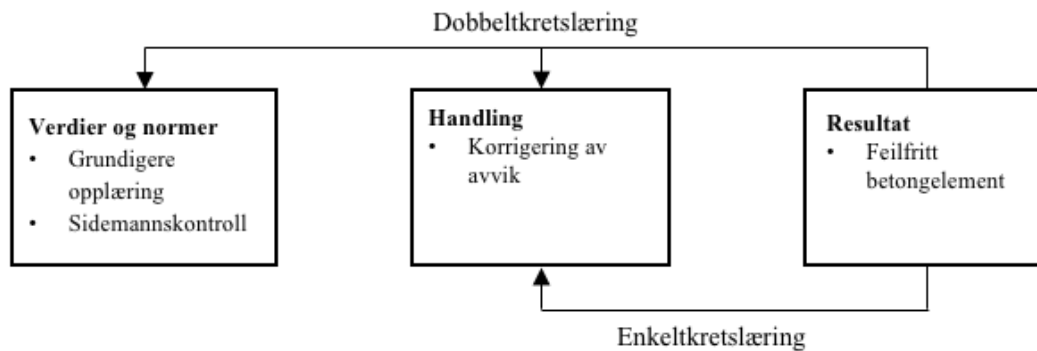 Dobbeltkretslæring
Verdier og normer
• Grundigere
opplæring
• Sidemannskontroll
Handling
• Korrigering av
avvik
Resultat
• Feilfritt
betongelement
Enkeltkretslæring